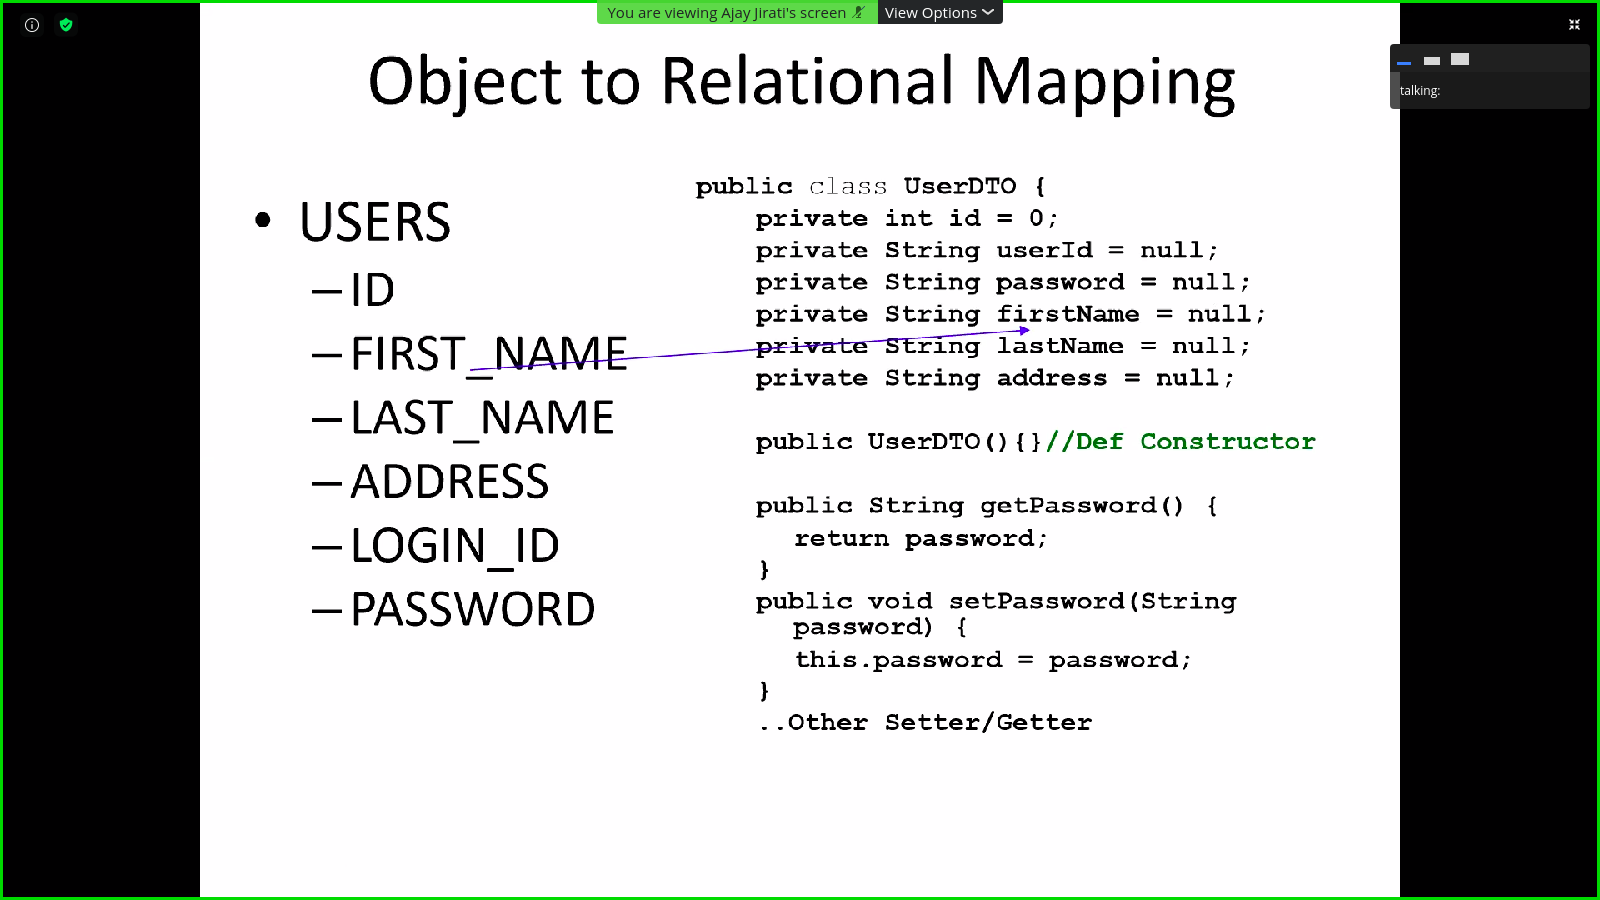 You are viewing Ajay Jirati's screen
View Options
talking:
Object to Relational Mapping
• USERS
– ID
– FIRST_NAME
– LAST_NAME
– ADDRESS
– LOGIN_ID
– PASSWORD
public class UserDTO {
private int id = 0;
private String userId = null;
private String password = null;
private String firstName = null;
private String lastName = null;
private String address = null;
public UserDTO(){}//Def Constructor
public String getPassword() {
return password;
}
public void setPassword(String
password) {
this.password = password;
}
..Other Setter/Getter